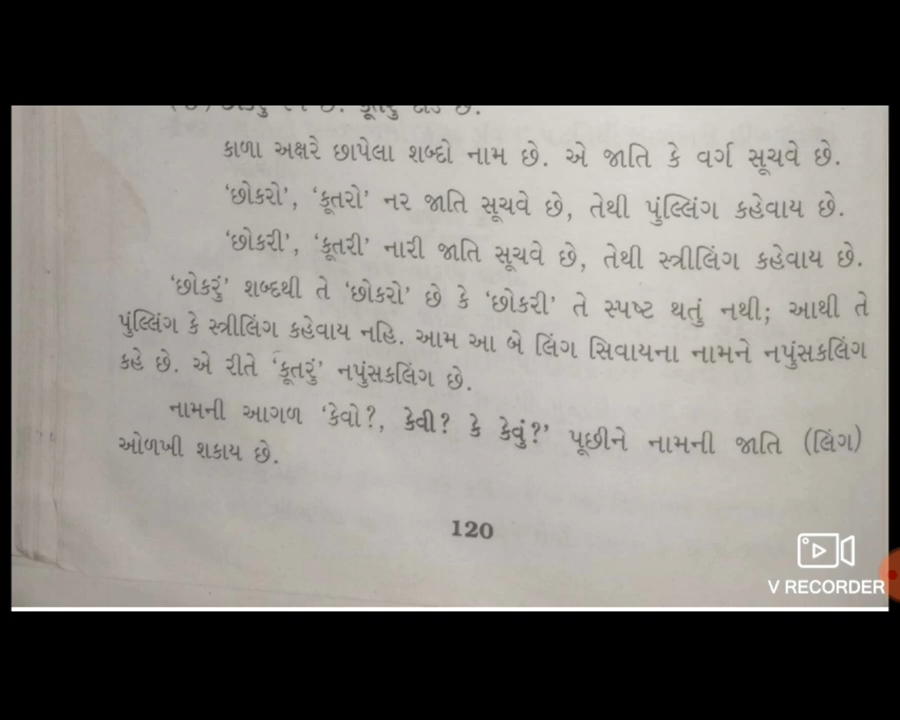 કાળા અક્ષરે છાપેલા શબ્દો નામ છે. એ જાતિ કે વર્ગ સૂચવે છે.
‘છોકરો’, ‘કૂતરો’ નર જાતિ સૂચવે છે, તેથી પુંલ્લિંગ કહેવાય છે.
‘છોકરી’, ‘કૂતરી’ નારી જાતિ સૂચવે છે, તેથી સ્ત્રીલિંગ કહેવાય છે.
‘છોકરું’ શબ્દથી તે ‘છોકરો’ છે કે ‘છોકરી’ તે સ્પષ્ટ થતું નથી; આથી તે
પુંલ્લિંગ કે સ્ત્રીલિંગ કહેવાય નહિ. આમ આ બે લિંગ સિવાયના નામને નપુંસકલિંગ
કહે છે. એ રીતે ‘કૂતરું’ નપુંસકલિંગ છે.
નામની આગળ ‘કેવો?, કેવી? કે કેવું?’ પૂછીને નામની જાતિ (લિંગ)
ઓળખી શકાય છે.
120
V RECORDER